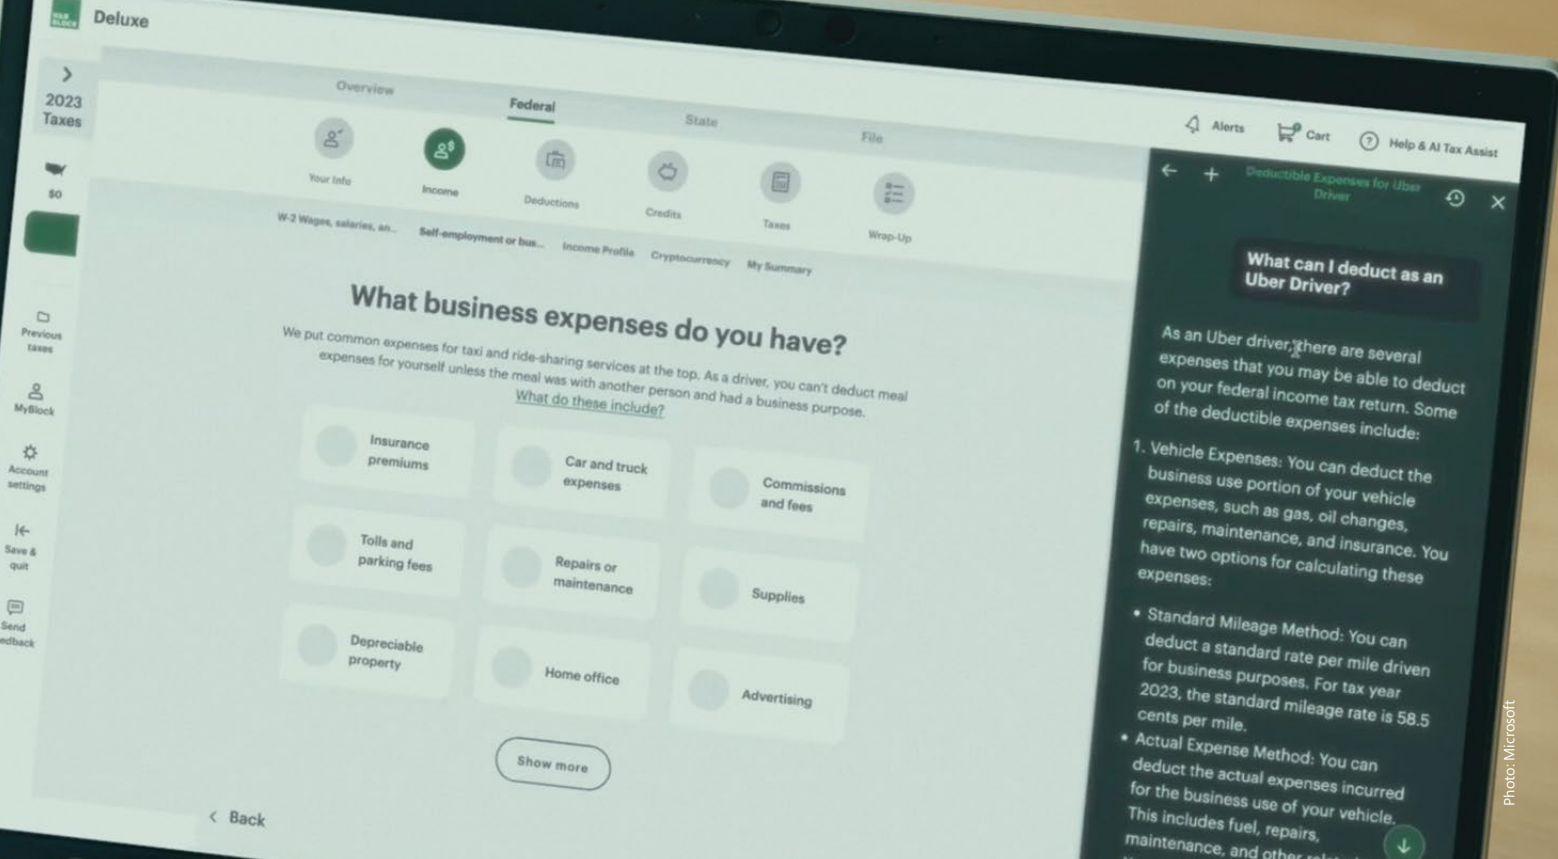 H&R
BLOCK
Deluxe
2023
Taxes
$0
Previous
taxes
MyBlock
Account
settings
Save &
quit
Send
edback
Overview
Federal
State
File
Your Info
Income
Deductions
Credits
Taxes
Wrap-Up
W-2 Wages, salaries, an...
Self-employment or bus...
Income Profile
Cryptocurrency
My Summary
What business expenses do you have?
We put common expenses for taxi and ride-sharing services at the top. As a driver, you can't deduct meal
expenses for yourself unless the meal was with another person and had a business purpose.
What do these include?
Insurance
premiums
Car and truck
expenses
Commissions
and fees
Tolls and
parking fees
Repairs or
maintenance
Supplies
Depreciable
property
Home office
Advertising
Show more
Back
Alerts
Cart
Help & AI Tax Assist
Deductible Expenses for Uber
Driver
What can I deduct as an
Uber Driver?
As an Uber driver, there are several
expenses that you may be able to deduct
on your federal income tax return. Some
of the deductible expenses include:
1. Vehicle Expenses: You can deduct the
business use portion of your vehicle
expenses, such as gas, oil changes,
repairs, maintenance, and insurance. You
have two options for calculating these
expenses:
• Standard Mileage Method: You can
deduct a standard rate per mile driven
for business purposes. For tax year
2023, the standard mileage rate is 58.5
cents per mile.
• Actual Expense Method: You can
deduct the actual expenses incurred
for the business use of your vehicle.
This includes fuel, repairs,
maintenance, and other
Photo: Microsoft